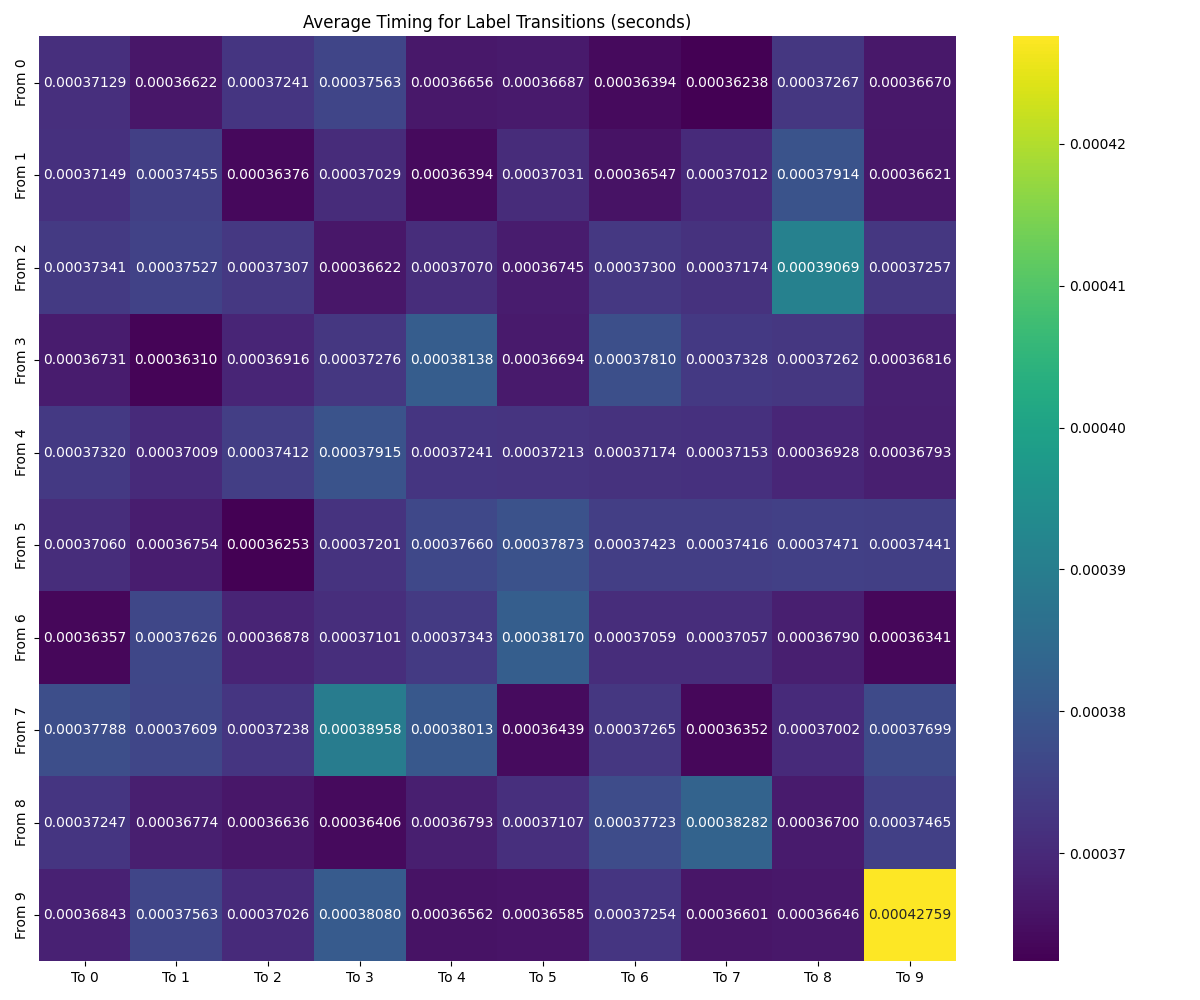 Average Timing for Label Transitions (seconds)
From 0 0.00037129 0.00036622 0.00037241 0.00037563 0.00036656 0.00036687 0.00036394 0.00036238 0.00037267 0.00036670
From 1 0.00037149 0.00037455 0.00036376 0.00037029 0.00036394 0.00037031 0.00036547 0.00037012 0.00037914 0.00036621
From 2 0.00037341 0.00037527 0.00037307 0.00036622 0.00037070 0.00036745 0.00037300 0.00037174 0.00039069 0.00037257
From 3 0.00036731 0.00036310 0.00036916 0.00037276 0.00038138 0.00036694 0.00037810 0.00037328 0.00037262 0.00036816
From 4 0.00037320 0.00037009 0.00037412 0.00037915 0.00037241 0.00037213 0.00037174 0.00037153 0.00036928 0.00036793
From 5 0.00037060 0.00036754 0.00036253 0.00037201 0.00037660 0.00037873 0.00037423 0.00037416 0.00037471 0.00037441
From 6 0.00036357 0.00037626 0.00036878 0.00037101 0.00037343 0.00038170 0.00037059 0.00037057 0.00036790 0.00036341
From 7 0.00037788 0.00037609 0.00037238 0.00038958 0.00038013 0.00036439 0.00037265 0.00036352 0.00037002 0.00037699
From 8 0.00037247 0.00036774 0.00036636 0.00036406 0.00036793 0.00037107 0.00037723 0.00038282 0.00036700 0.00037465
From 9 0.00036843 0.00037563 0.00037026 0.00038080 0.00036562 0.00036585 0.00037254 0.00036601 0.00036646 0.00042759
To 0 To 1 To 2 To 3 To 4 To 5 To 6 To 7 To 8 To 9
0.00042
0.00041
0.00040
0.00039
0.00038
0.00037